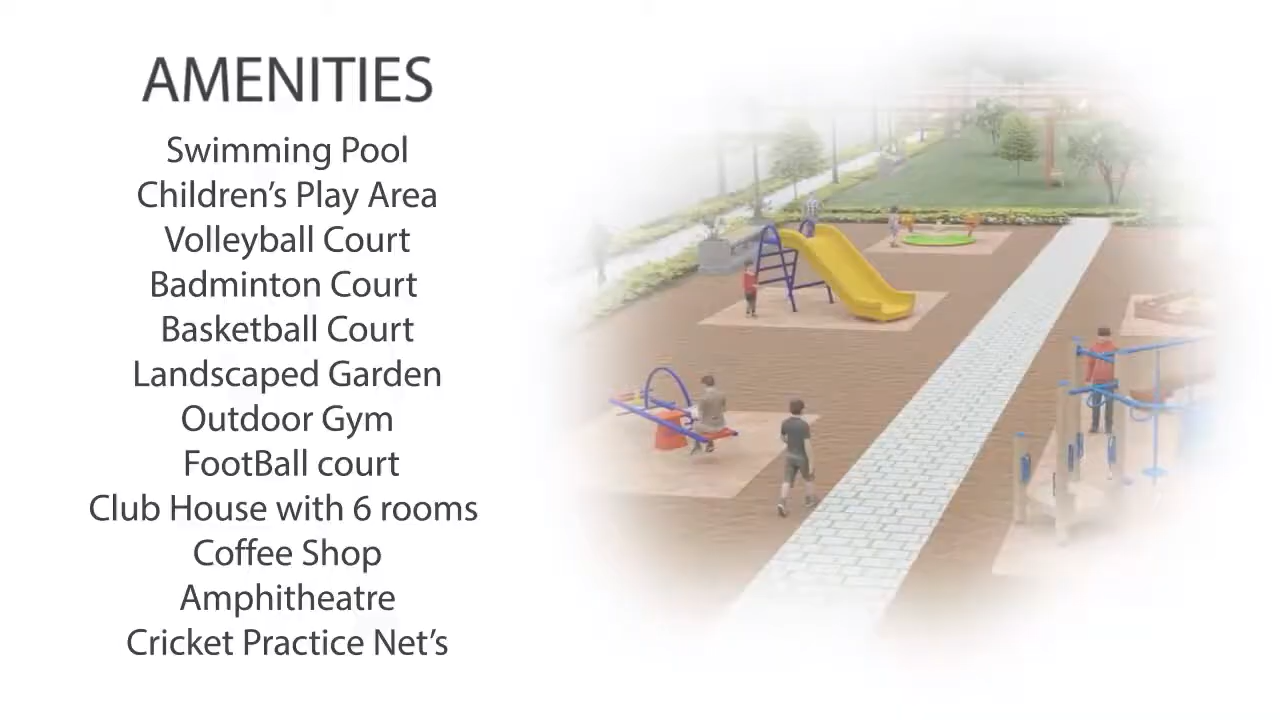 AMENITIES
Swimming Pool
Children’s Play Area
Volleyball Court
Badminton Court
Basketball Court
Landscaped Garden
Outdoor Gym
FootBall court
Club House with 6 rooms
Coffee Shop
Amphitheatre
Cricket Practice Net’s